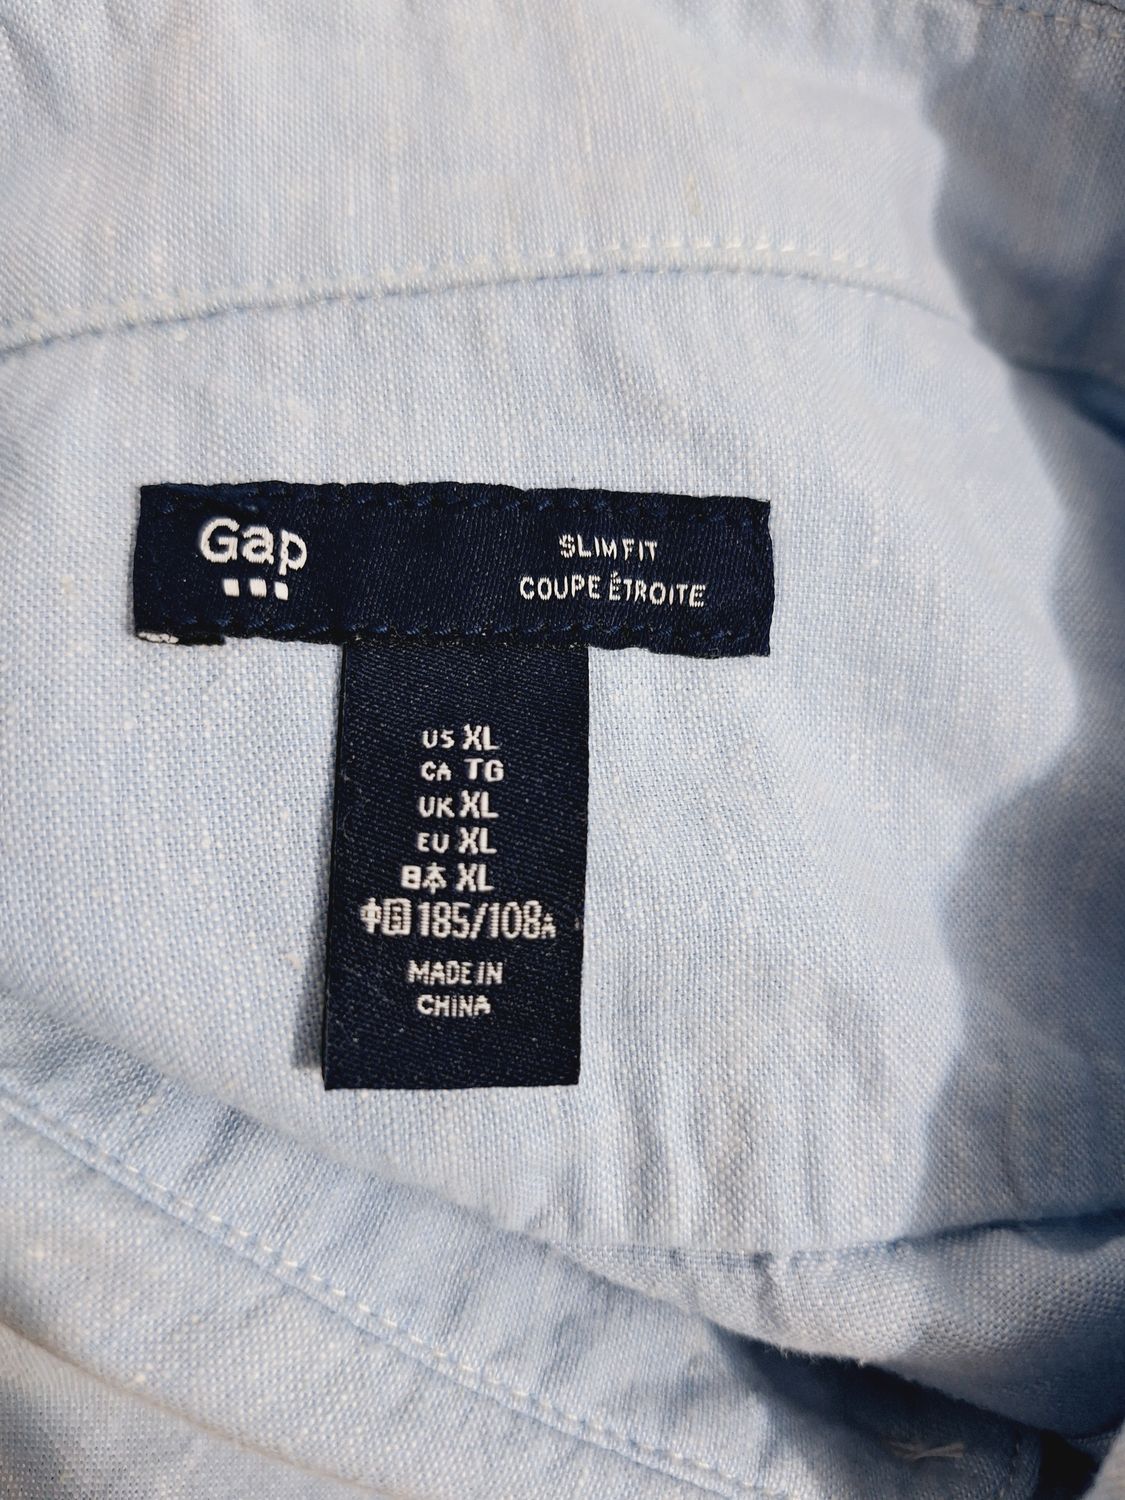 Gap
SLIM FIT
COUPE ÉTROITE
US XL
CA TG
UK XL
EU XL
日本 XL
中国 185/108A
MADE IN
CHINA